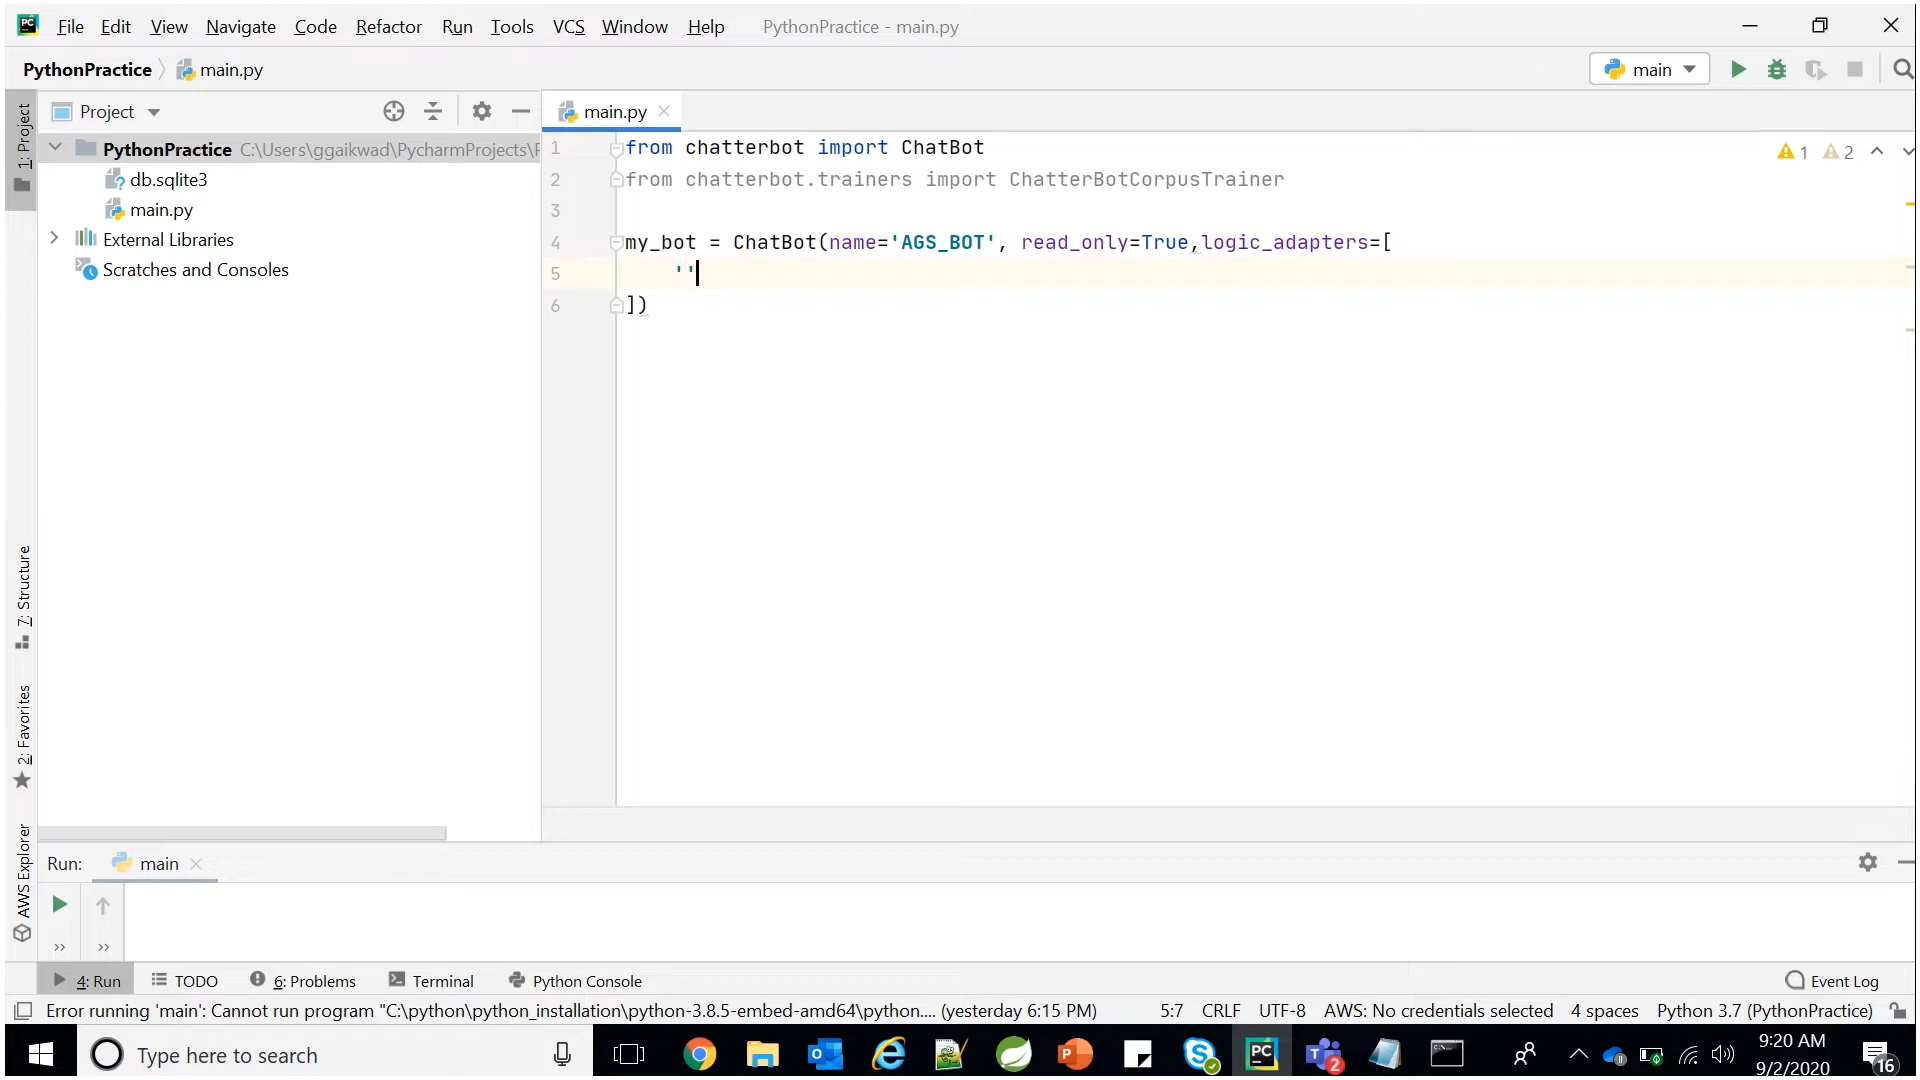 PC
File Edit View Navigate Code Refactor Run Tools VCS Window Help PythonPractice - main.py
PythonPractice main.py main
1: Project
Project main.py
PythonPractice C:\Users\ggaikwad\PycharmProjects\
db.sqlite3
main.py
External Libraries
Scratches and Consoles
1 from chatterbot import ChatBot
2 from chatterbot.trainers import ChatterBotCorpusTrainer
3
4 my_bot = ChatBot(name='AGS_BOT', read_only=True,logic_adapters=[
5 ''
6 ])
1 2
7: Structure
2: Favorites
AWS Explorer
Run: main
4: Run TODO 6: Problems Terminal Python Console Event Log
Error running 'main': Cannot run program "C:\python\python_installation\python-3.8.5-embed-amd64\python.... (yesterday 6:15 PM) 5:7 CRLF UTF-8 AWS: No credentials selected 4 spaces Python 3.7 (PythonPractice)
Type here to search PC 2 9:20 AM
9/2/2020 16